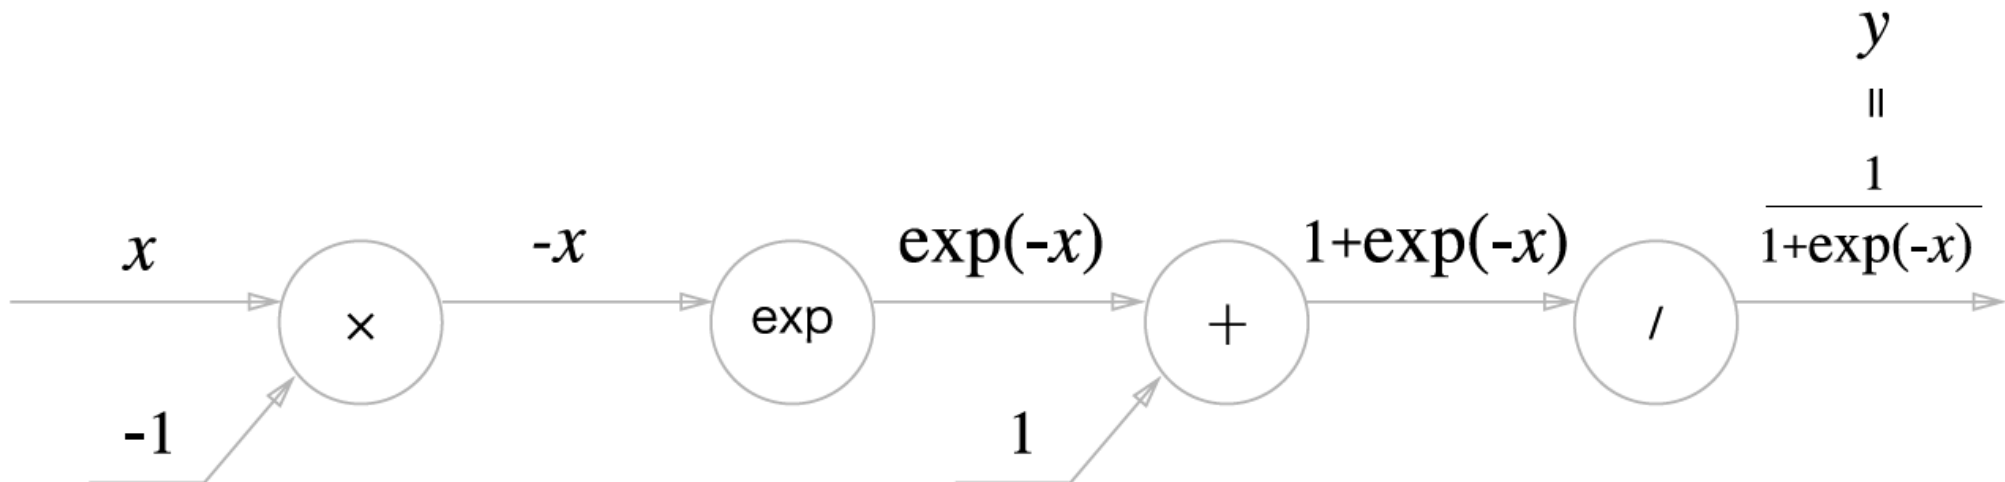 y
=
1
1+exp(-x)
x
-x
exp(-x)
1+exp(-x)
×
exp
+
/
-1
1